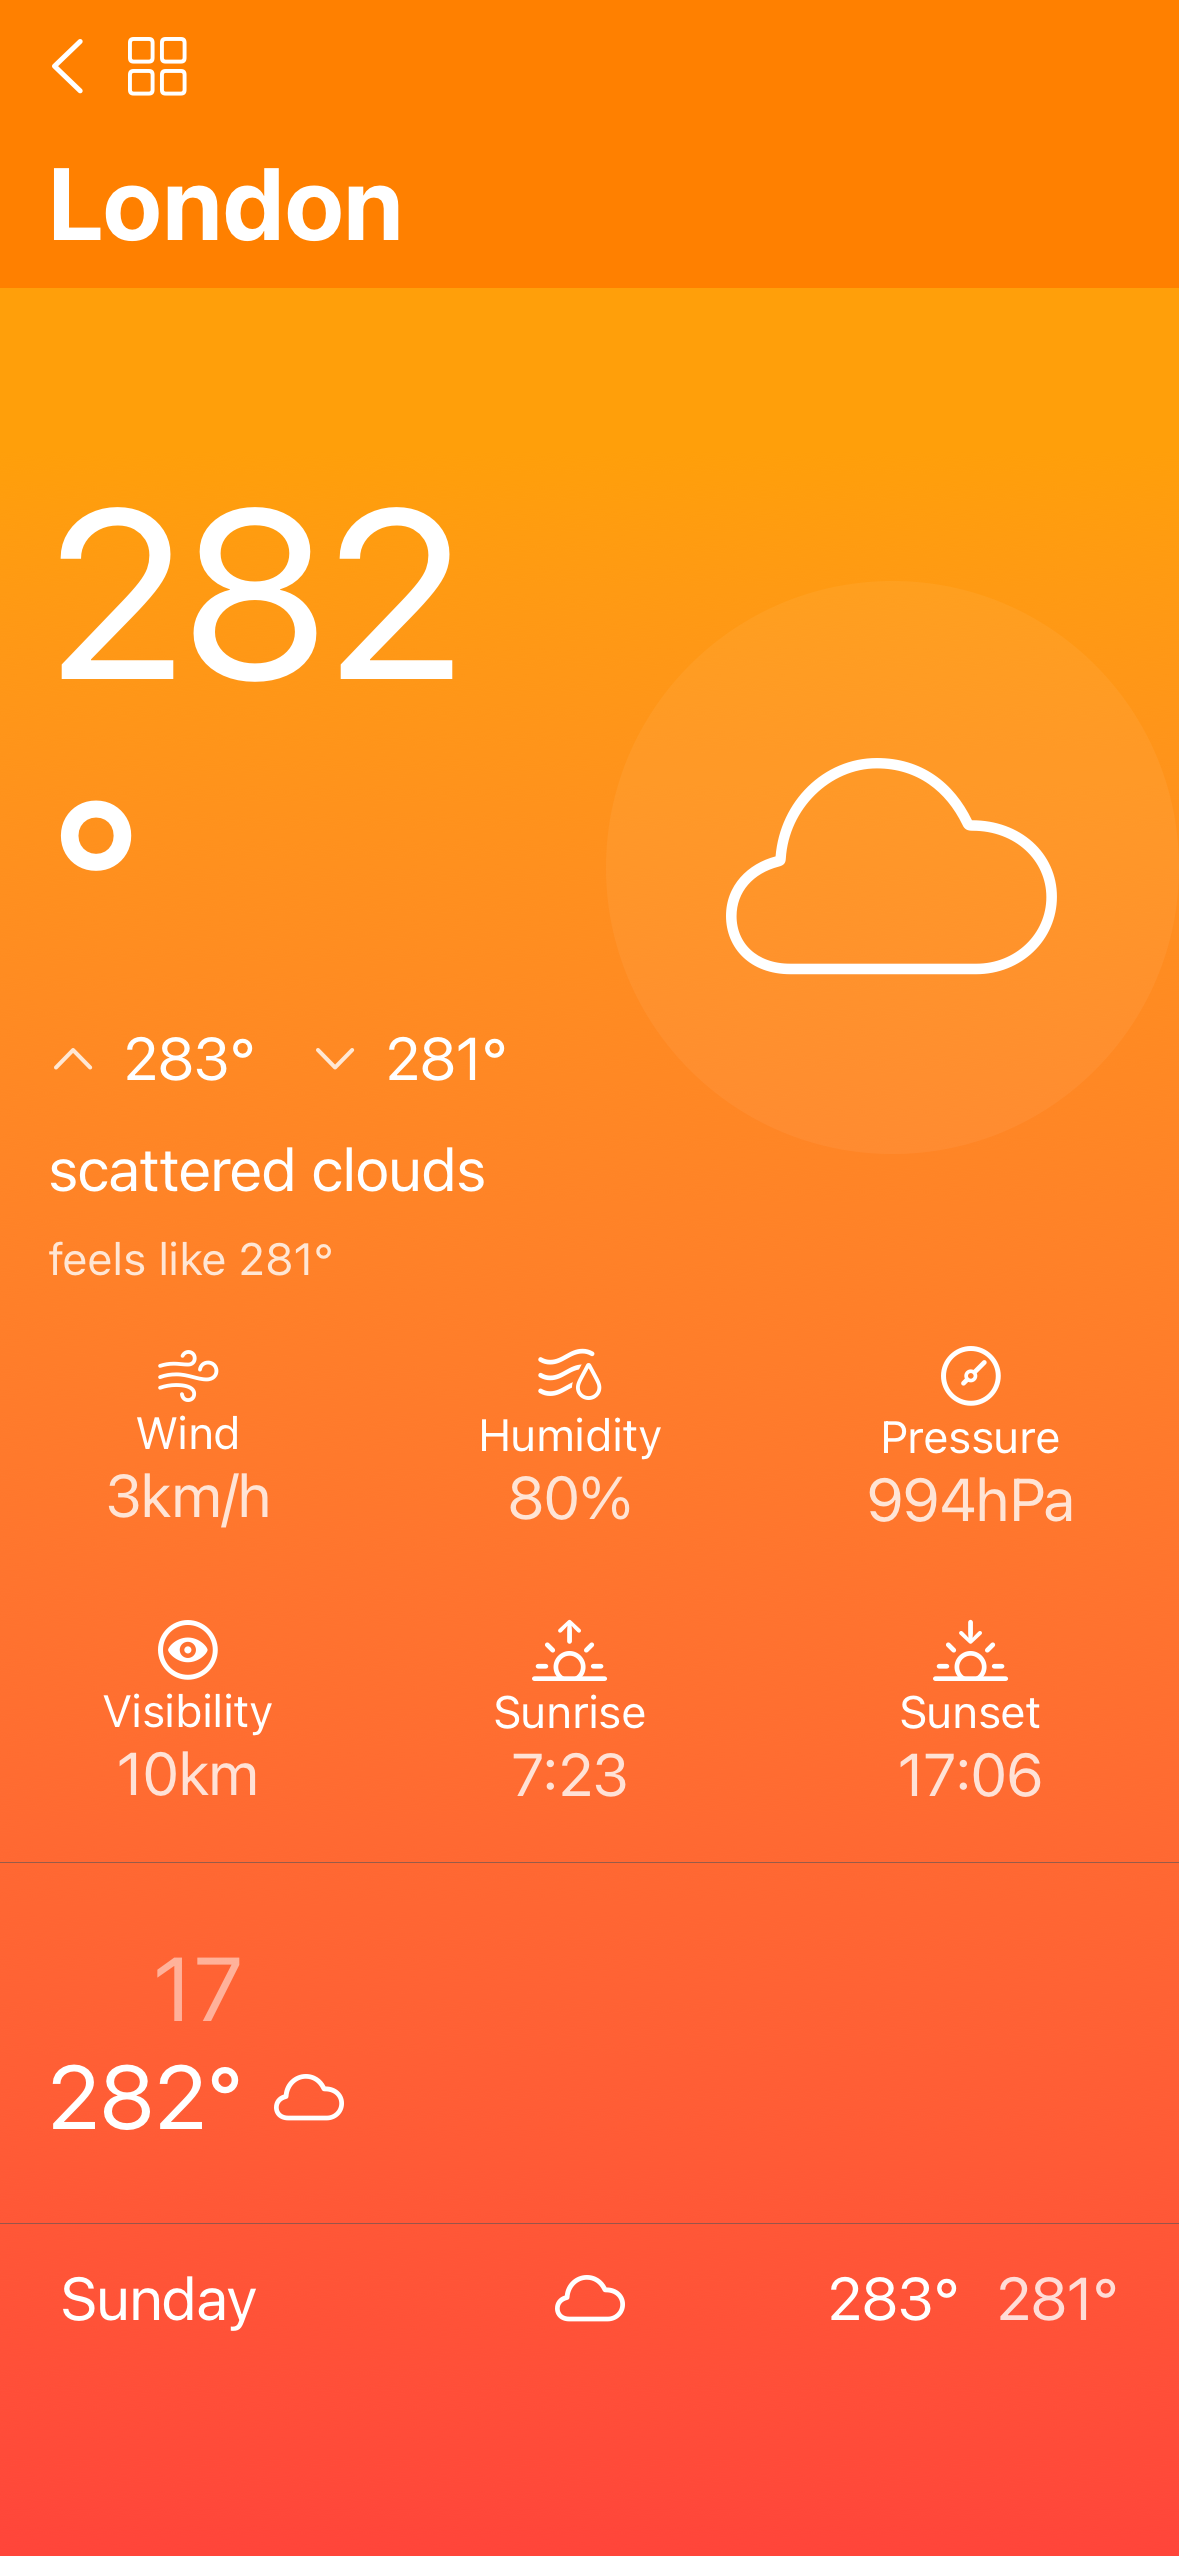 London
282
°
283° 281°
scattered clouds
feels like 281°
Wind Humidity Pressure
3km/h 80% 994hPa
Visibility Sunrise Sunset
10km 7:23 17:06
17
282°
Sunday 283° 281°